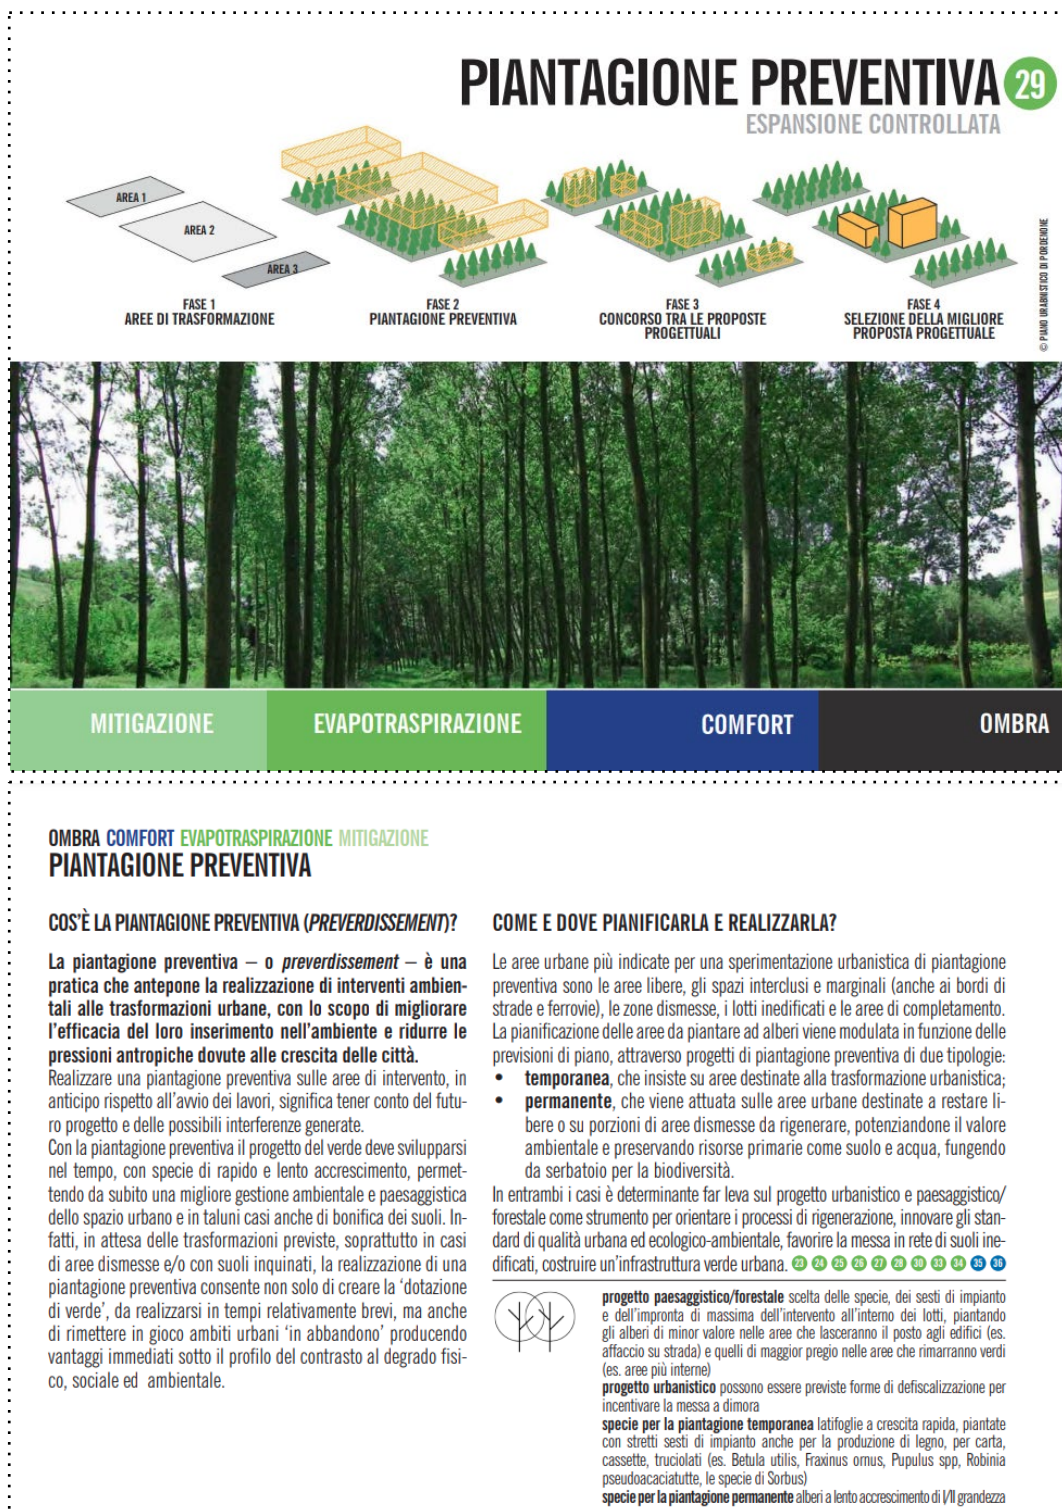 PIANTAGIONE PREVENTIVA 29
ESPANSIONE CONTROLLATA
AREA 1
AREA 2
AREA 3
FASE 1
AREE DI TRASFORMAZIONE
FASE 2
PIANTAGIONE PREVENTIVA
FASE 3
CONCORSO TRA LE PROPOSTE
PROGETTUALI
FASE 4
SELEZIONE DELLA MIGLIORE
PROPOSTA PROGETTUALE
© PIANO URABNISTICO DI PORDENONE
MITIGAZIONE
EVAPOTRASPIRAZIONE
COMFORT
OMBRA
OMBRA COMFORT EVAPOTRASPIRAZIONE MITIGAZIONE
PIANTAGIONE PREVENTIVA
COS'È LA PIANTAGIONE PREVENTIVA (PREVERDISSEMENT)?
La piantagione preventiva – o preverdissement – è una
pratica che antepone la realizzazione di interventi ambien-
tali alle trasformazioni urbane, con lo scopo di migliorare
l'efficacia del loro inserimento nell'ambiente e ridurre le
pressioni antropiche dovute alle crescita delle città.
Realizzare una piantagione preventiva sulle aree di intervento, in
anticipo rispetto all'avvio dei lavori, significa tener conto del futu-
ro progetto e delle possibili interferenze generate.
Con la piantagione preventiva il progetto del verde deve svilupparsi
nel tempo, con specie di rapido e lento accrescimento, permet-
tendo da subito una migliore gestione ambientale e paesaggistica
dello spazio urbano e in taluni casi anche di bonifica dei suoli. In-
fatti, in attesa delle trasformazioni previste, soprattutto in casi
di aree dismesse e/o con suoli inquinati, la realizzazione di una
piantagione preventiva consente non solo di creare la 'dotazione
di verde', da realizzarsi in tempi relativamente brevi, ma anche
di rimettere in gioco ambiti urbani 'in abbandono' producendo
vantaggi immediati sotto il profilo del contrasto al degrado fisi-
co, sociale ed ambientale.
COME E DOVE PIANIFICARLA E REALIZZARLA?
Le aree urbane più indicate per una sperimentazione urbanistica di piantagione
preventiva sono le aree libere, gli spazi interclusi e marginali (anche ai bordi di
strade e ferrovie), le zone dismesse, i lotti inedificati e le aree di completamento.
La pianificazione delle aree da piantare ad alberi viene modulata in funzione delle
previsioni di piano, attraverso progetti di piantagione preventiva di due tipologie:
• temporanea, che insiste su aree destinate alla trasformazione urbanistica;
• permanente, che viene attuata sulle aree urbane destinate a restare li-
bere o su porzioni di aree dismesse da rigenerare, potenziandone il valore
ambientale e preservando risorse primarie come suolo e acqua, fungendo
da serbatoio per la biodiversità.
In entrambi i casi è determinante far leva sul progetto urbanistico e paesaggistico/
forestale come strumento per orientare i processi di rigenerazione, innovare gli stan-
dard di qualità urbana ed ecologico-ambientale, favorire la messa in rete di suoli ine-
dificati, costruire un'infrastruttura verde urbana. 23 24 25 26 27 28 30 33 34 35 36
progetto paesaggistico/forestale scelta delle specie, dei sesti di impianto
e dell'impronta di massima dell'intervento all'interno dei lotti, piantando
gli alberi di minor valore nelle aree che lasceranno il posto agli edifici (es.
affaccio su strada) e quelli di maggior pregio nelle aree che rimarranno verdi
(es. aree più interne)
progetto urbanistico possono essere previste forme di defiscalizzazione per
incentivare la messa a dimora
specie per la piantagione temporanea latifoglie a crescita rapida, piantate
con stretti sesti di impianto anche per la produzione di legno, per carta,
cassette, truciolati (es. Betula utilis, Fraxinus ornus, Pupulus spp, Robinia
pseudoacaciatutte, le specie di Sorbus)
specie per la piantagione permanente alberi a lento accrescimento di I/II grandezza